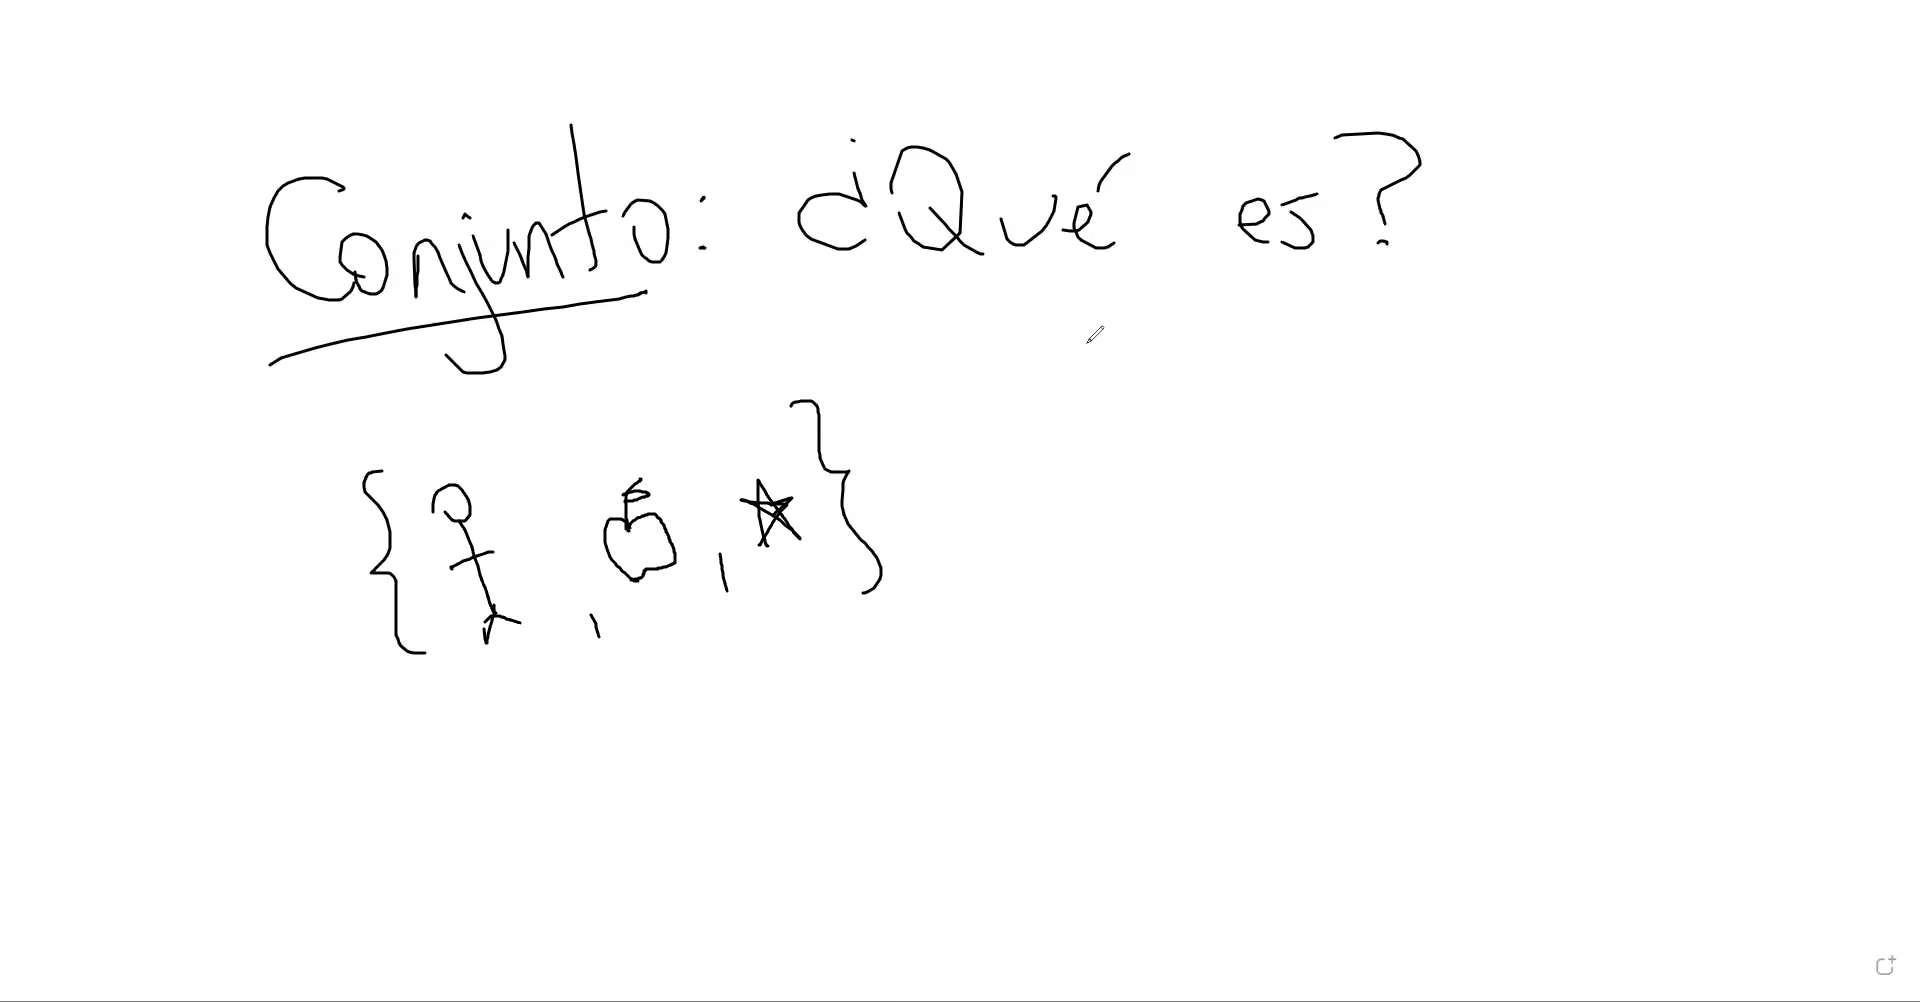 Conjunto: ¿Qué es?
{ , , }